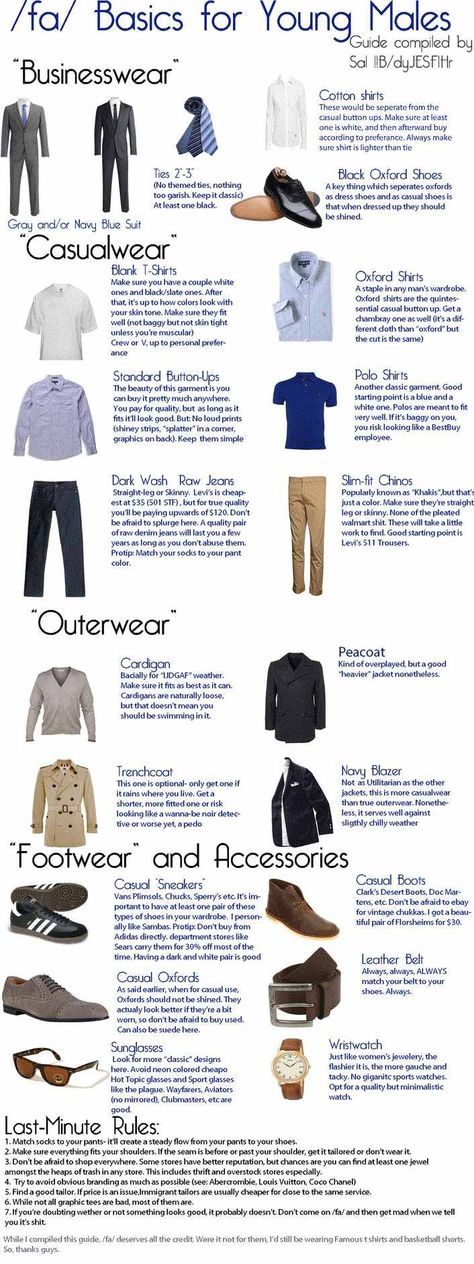 /fa/ Basics for Young Males
Guide compiled by
Sal !!B/dyJESFIHr
"Businesswear"
Gray and/or Navy Blue Suit
Ties 2"-3"
(No themed ties, nothing
too garish. Keep it classic)
At least one black.
Cotton shirts
These would be seperate from the
casual button ups. Make sure at least
one is white, and then afterward buy
according to preferance. Always make
sure shirt is lighter than tie
Black Oxford Shoes
A key thing which seperates oxfords
as dress shoes and as casual shoes is
that when dressed up they should
be shined.
"Casualwear"
Blank T-Shirts
Make sure you have a couple white
ones and black/slate ones. After
that, it's up to how colors look with
your skin tone. Make sure they fit
well (not baggy but not skin tight
unless you're muscular)
Crew or V, up to personal prefer-
ance
Oxford Shirts
A staple in any man's wardrobe.
Oxford shirts are the quintes-
sential casual button up. Get a
chambray one as well (it's a dif-
ferent cloth than "oxford" but
the cut is the same)
Standard Button-Ups
The beauty of this garment is you
can buy it pretty much anywhere.
You pay for quality, but as long as it
fits it'll look good. But No loud prints
(shiney strips, "splatter" in a corner,
graphics on back). Keep them simple
Polo Shirts
Another classic garment. Good
starting point is a blue and a
white one. Polos are meant to fit
very well. If it's baggy on you,
you risk looking like a BestBuy
employee.
Dark Wash Raw Jeans
Straight-leg or Skinny. Levi's is cheap-
est at $35 (501 STF) , but for true quality
you'll be paying upwards of $120. Don't
be afraid to splurge here. A quality pair
of raw denim jeans will last you a few
years as long as you don't abuse them.
Protip: Match your socks to your pant
color.
Slim-fit Chinos
Popularly known as "Khakis",but that's
just a color. Make sure they're straight
leg or skinny. None of the pleated
walmart shit. These will take a little
work to find. Good starting point is
Levi's 511 Trousers.
"Outerwear"
Cardigan
Bacially for "UDGAF" weather.
Make sure it fits as best as it can.
Cardigans are naturally loose,
but that doesn't mean you
should be swimming in it.
Peacoat
Kind of overplayed, but a good
"heavier" jacket nonetheless.
Trenchcoat
This one is optional- only get one if
it rains where you live. Get a
shorter, more fitted one or risk
looking like a wanna-be noir detec-
tive or worse yet, a pedo
Navy Blazer
Not as Utilitarian as the other
jackets, this is more casualwear
than true outerwear. Nonethe-
less, it serves well against
sligthly chilly weather
"Footwear" and Accessories
Casual "Sneakers"
Vans Plimsols, Chucks, Sperry's etc. It's im-
portant to have at least one pair of these
types of shoes in your wardrobe. I person-
ally like Sambas. Protip: Don't buy from
Adidas directly. department stores like
Sears carry them for 30% off most of the
time. Having a dark and white pair is good
Casual Boots
Clark's Desert Boots, Doc Mar-
tens, etc. Don't be afraid to ebay
for vintage chukkas. I got a beau-
tiful pair of Florsheims for $30.
Casual Oxfords
As said earlier, when for casual use,
Oxfords should not be shined. They
actualy look better if they're a bit
worn, so don't be afraid to buy used.
Can also be suede here.
Leather Belt
Always, always, ALWAYS
match your belt to your
shoes. Always.
Sunglasses
Look for more "classic" designs
here. Avoid neon colored cheapo
Hot Topic glasses and Sport glasses
like the plague. Wayfarers, Aviators
(no mirrored), Clubmasters, etc are
good.
Wristwatch
Just like women's jewelery, the
flashier it is, the more gauche and
tacky. No gigantc sports watches.
Opt for a quality but minimalistic
watch.
Last-Minute Rules:
1. Match socks to your pants- it'll create a steady flow from your pants to your shoes.
2. Make sure everything fits your shoulders. If the seam is before or past your shoulder, get it tailored or don't wear it.
3. Don't be afraid to shop everywhere. Some stores have better reputation, but chances are you can find at least one jewel
amongst the heaps of trash in any store. This includes thrift and overstock stores especially.
4. Try to avoid obvious branding as much as possible (see: Abercrombie, Louis Vuitton, Coco Chanel)
5. Find a good tailor. If price is an issue,Immigrant tailors are usually cheaper for close to the same service.
6. While not all graphic tees are bad, most of them are.
7. If you're doubting wether or not something looks good, it probably doesn't. Don't come on /fa/ and then get mad when we tell
you it's shit.
While I compiled this guide, /fa/ deserves all the credit. Were it not for them, I'd still be wearing Famous t shirts and basketball shorts.
So, thanks guys.